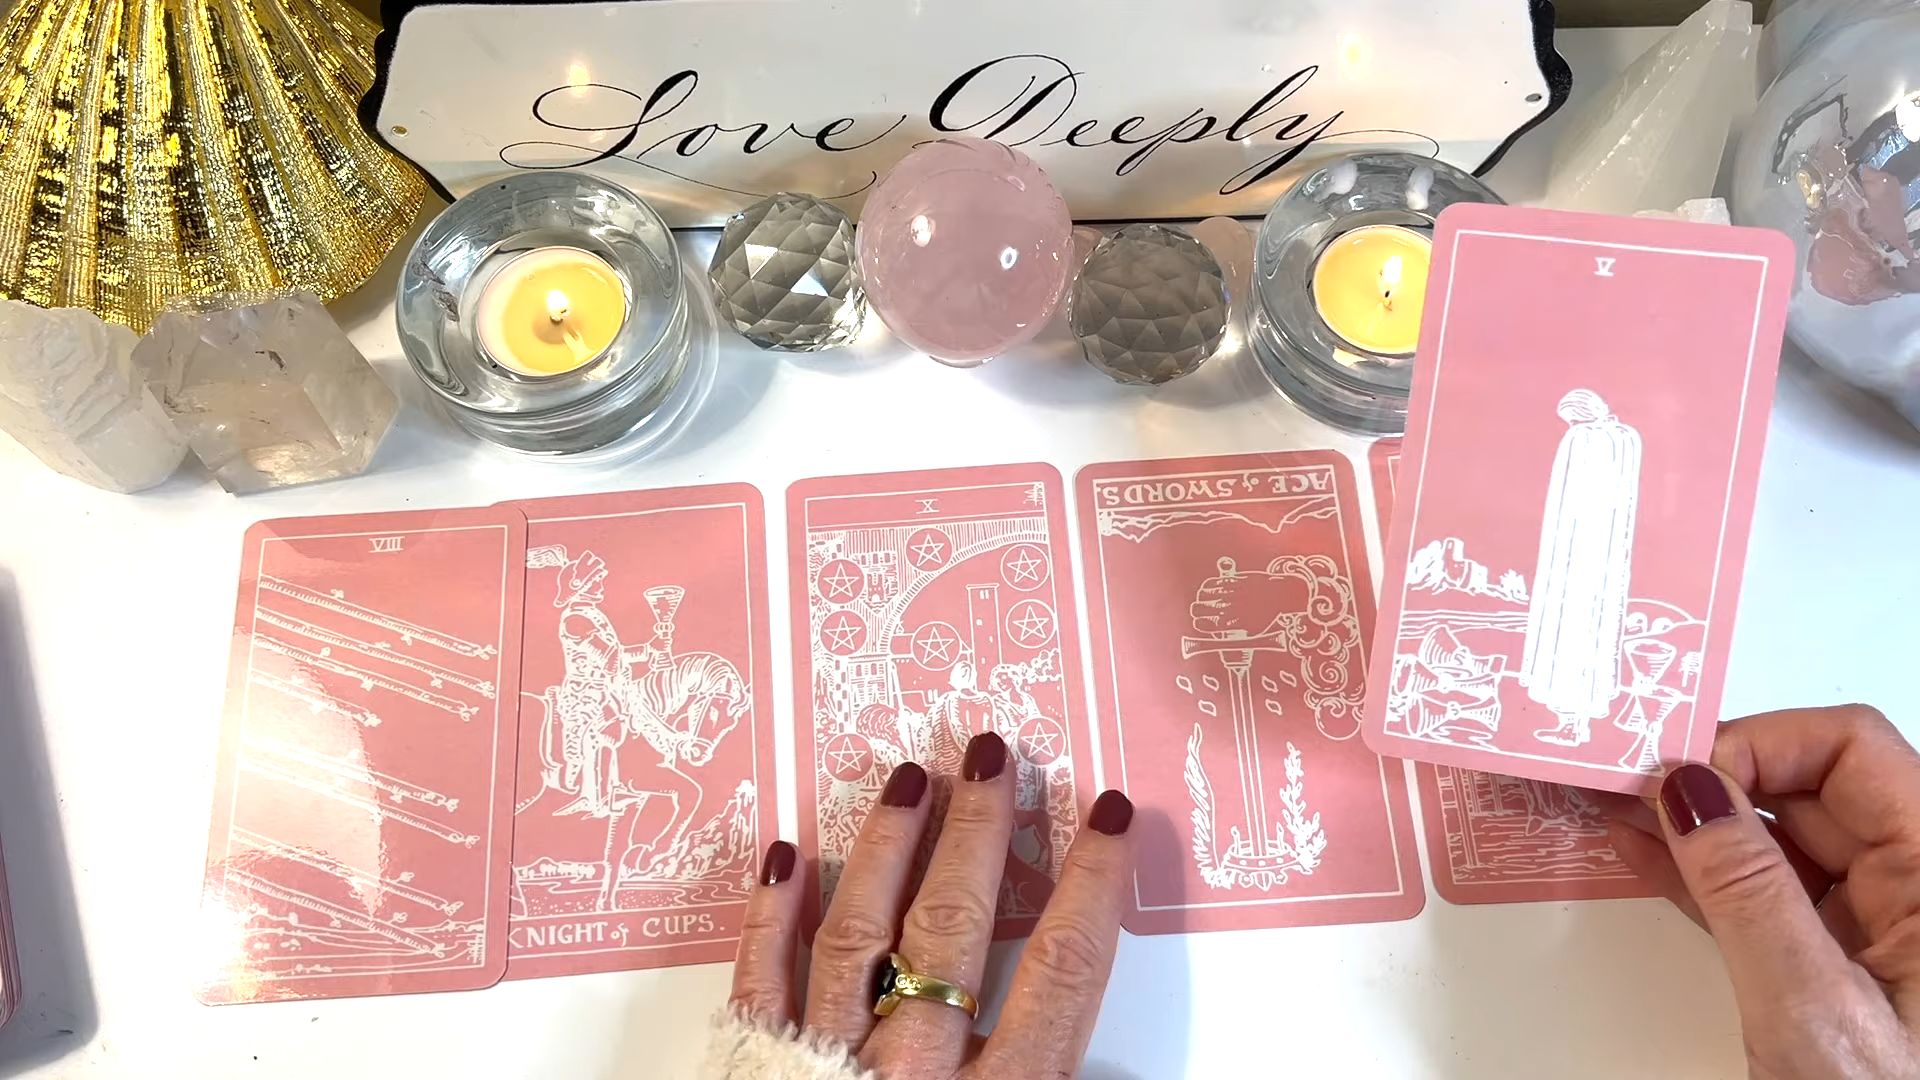 Love Deeply
V
VIII
X
ACE of SWORDS.
KNIGHT of CUPS.